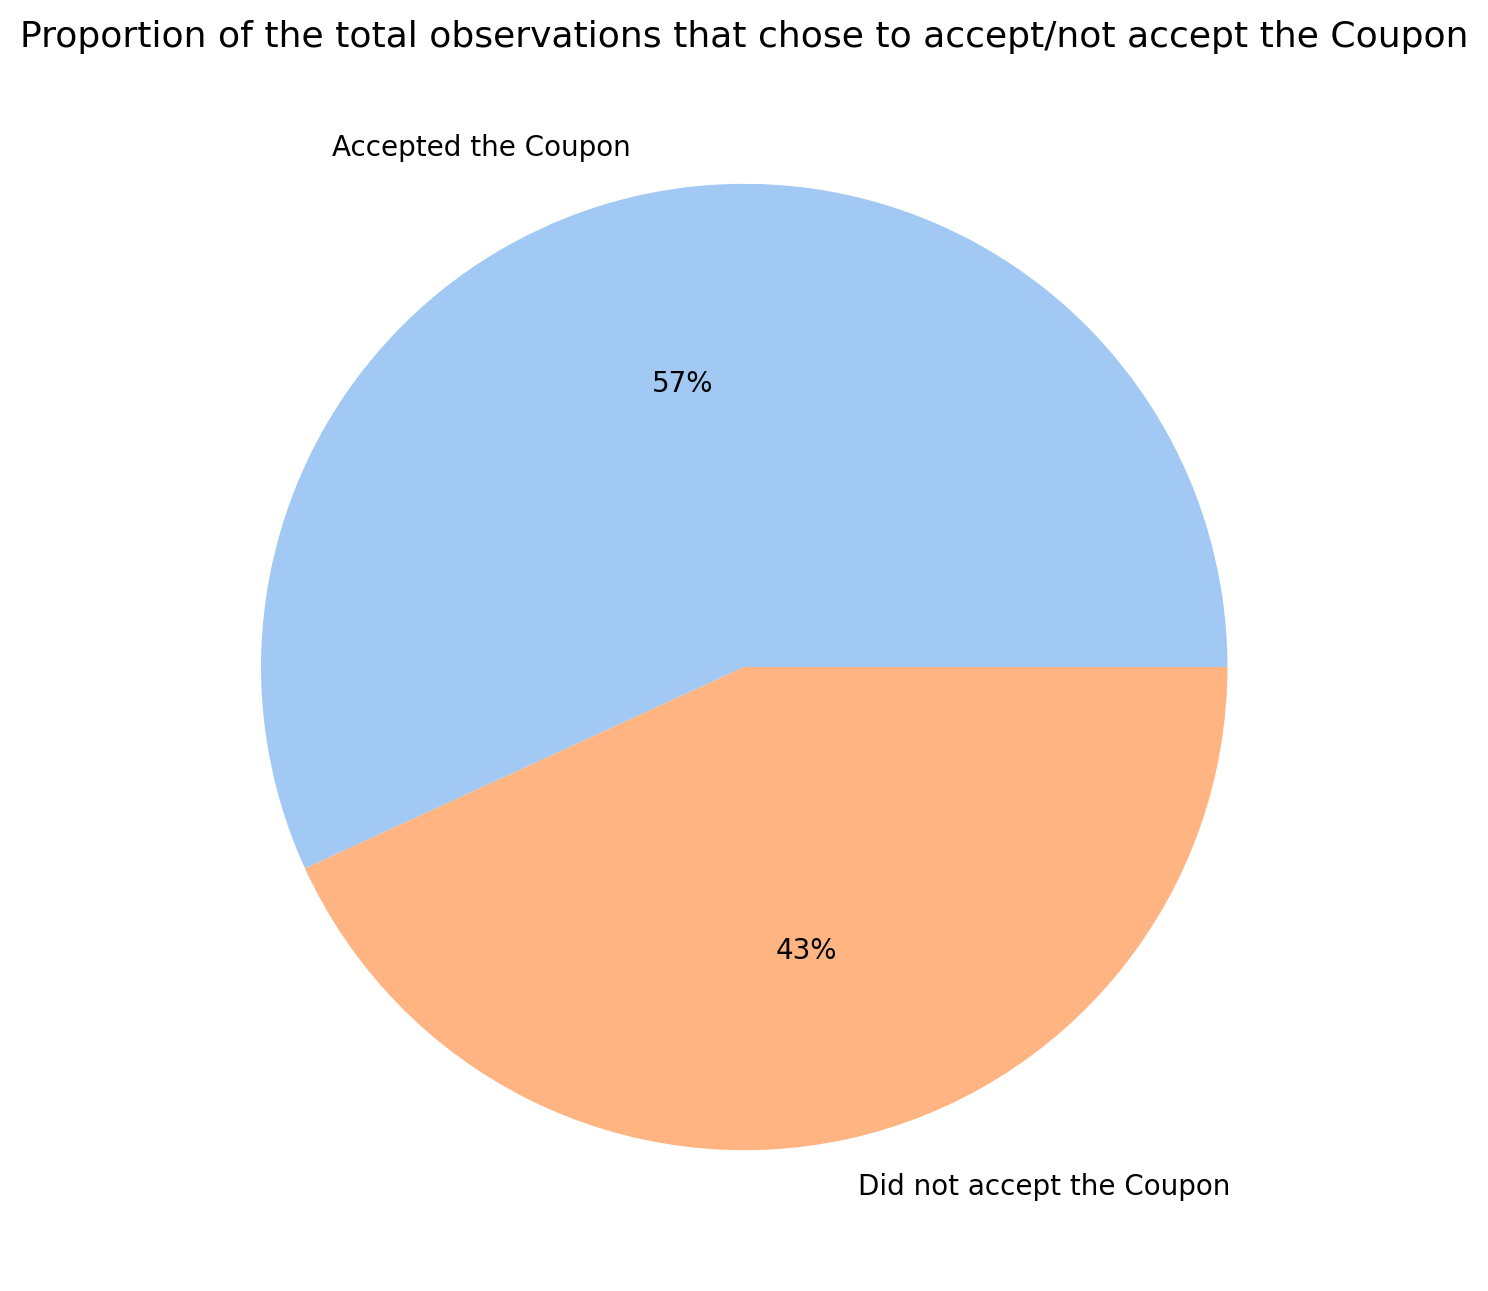 Proportion of the total observations that chose to accept/not accept the Coupon
Accepted the Coupon
57%
43%
Did not accept the Coupon